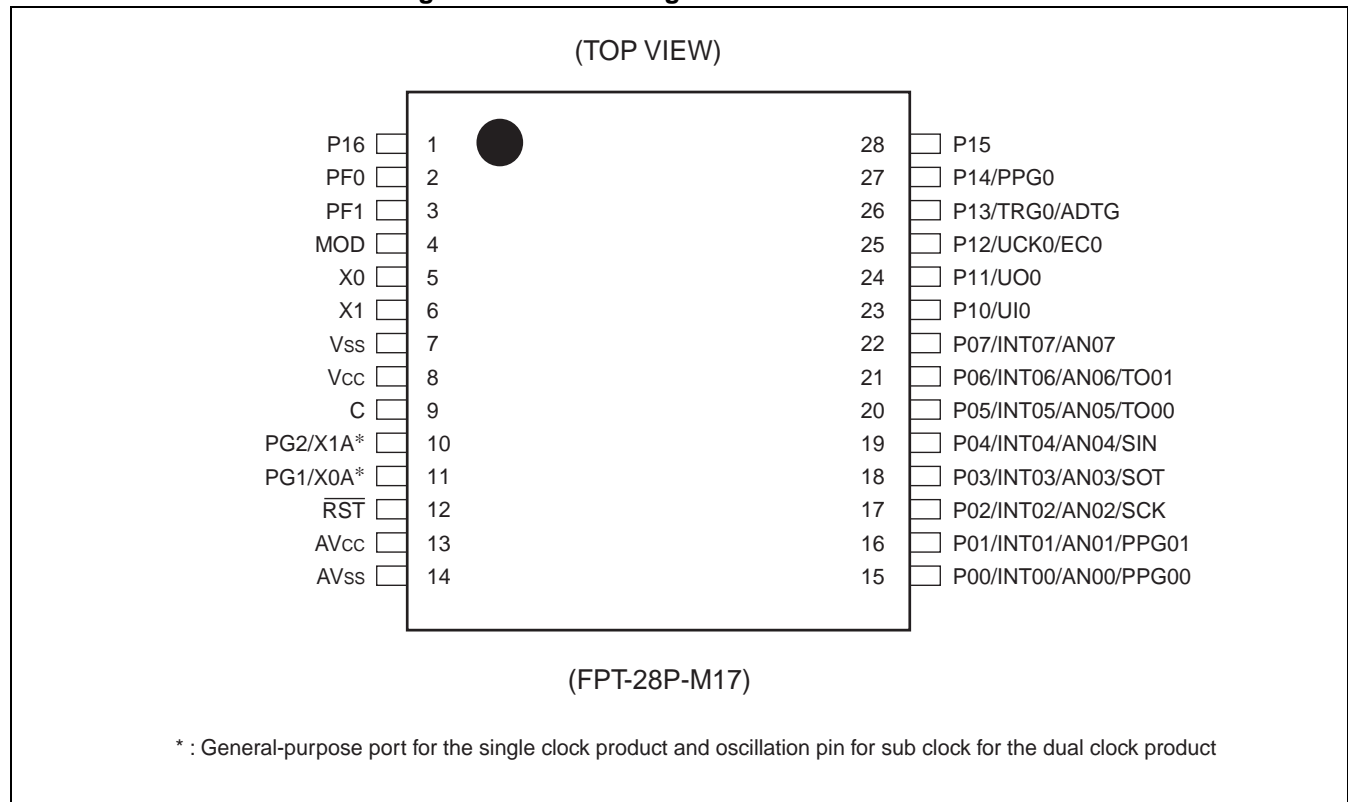 (TOP VIEW)
P16 1 28 P15
PF0 2 27 P14/PPG0
PF1 3 26 P13/TRG0/ADTG
MOD 4 25 P12/UCK0/EC0
X0 5 24 P11/UO0
X1 6 23 P10/UI0
Vss 7 22 P07/INT07/AN07
Vcc 8 21 P06/INT06/AN06/TO01
C 9 20 P05/INT05/AN05/TO00
PG2/X1A* 10 19 P04/INT04/AN04/SIN
PG1/X0A* 11 18 P03/INT03/AN03/SOT
RST 12 17 P02/INT02/AN02/SCK
AVcc 13 16 P01/INT01/AN01/PPG01
AVss 14 15 P00/INT00/AN00/PPG00
(FPT-28P-M17)
* : General-purpose port for the single clock product and oscillation pin for sub clock for the dual clock product